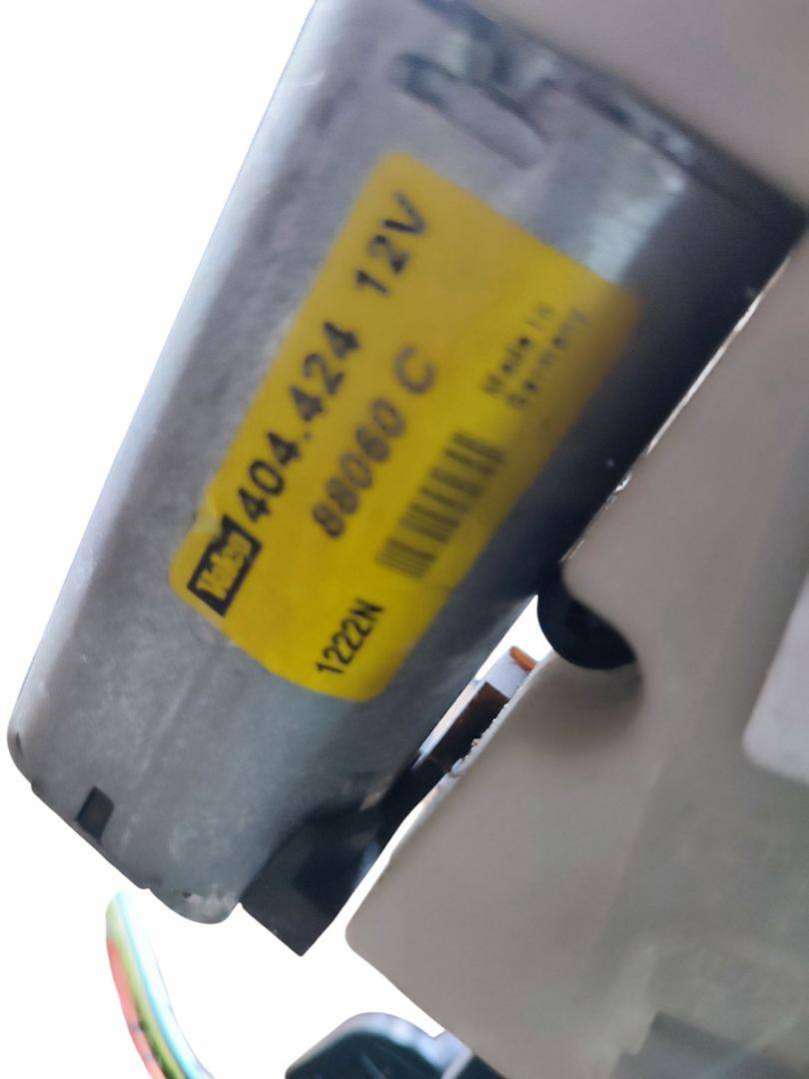 Valeo 404.424 12V
88060 C
Made in
Germany
1222N